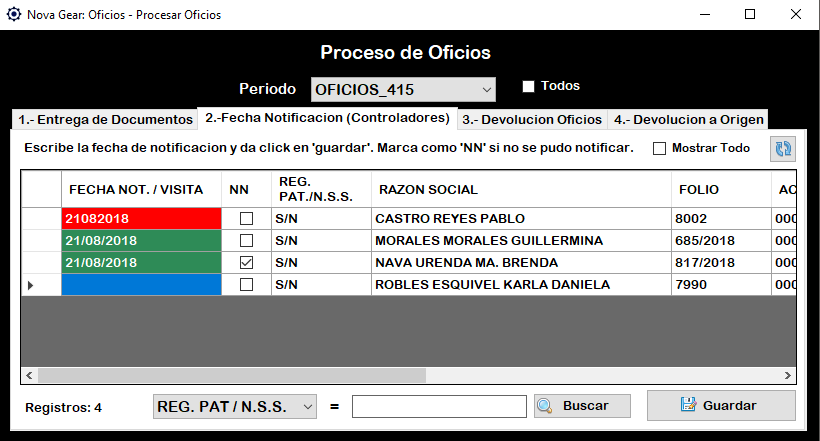 Nova Gear: Oficios - Procesar Oficios
Proceso de Oficios
Periodo OFICIOS_415 Todos
1.- Entrega de Documentos 2.-Fecha Notificacion (Controladores) 3.- Devolucion Oficios 4.- Devolucion a Origen
Escribe la fecha de notificacion y da click en 'guardar'. Marca como 'NN' si no se pudo notificar. Mostrar Todo
FECHA NOT. / VISITA NN REG. PAT./N.S.S. RAZON SOCIAL FOLIO AC
21082018 S/N CASTRO REYES PABLO 8002 000
21/08/2018 S/N MORALES MORALES GUILLERMINA 685/2018 000
21/08/2018 S/N NAVA URENDA MA. BRENDA 817/2018 000
S/N ROBLES ESQUIVEL KARLA DANIELA 7990 000
Registros: 4 REG. PAT / N.S.S. = Buscar Guardar